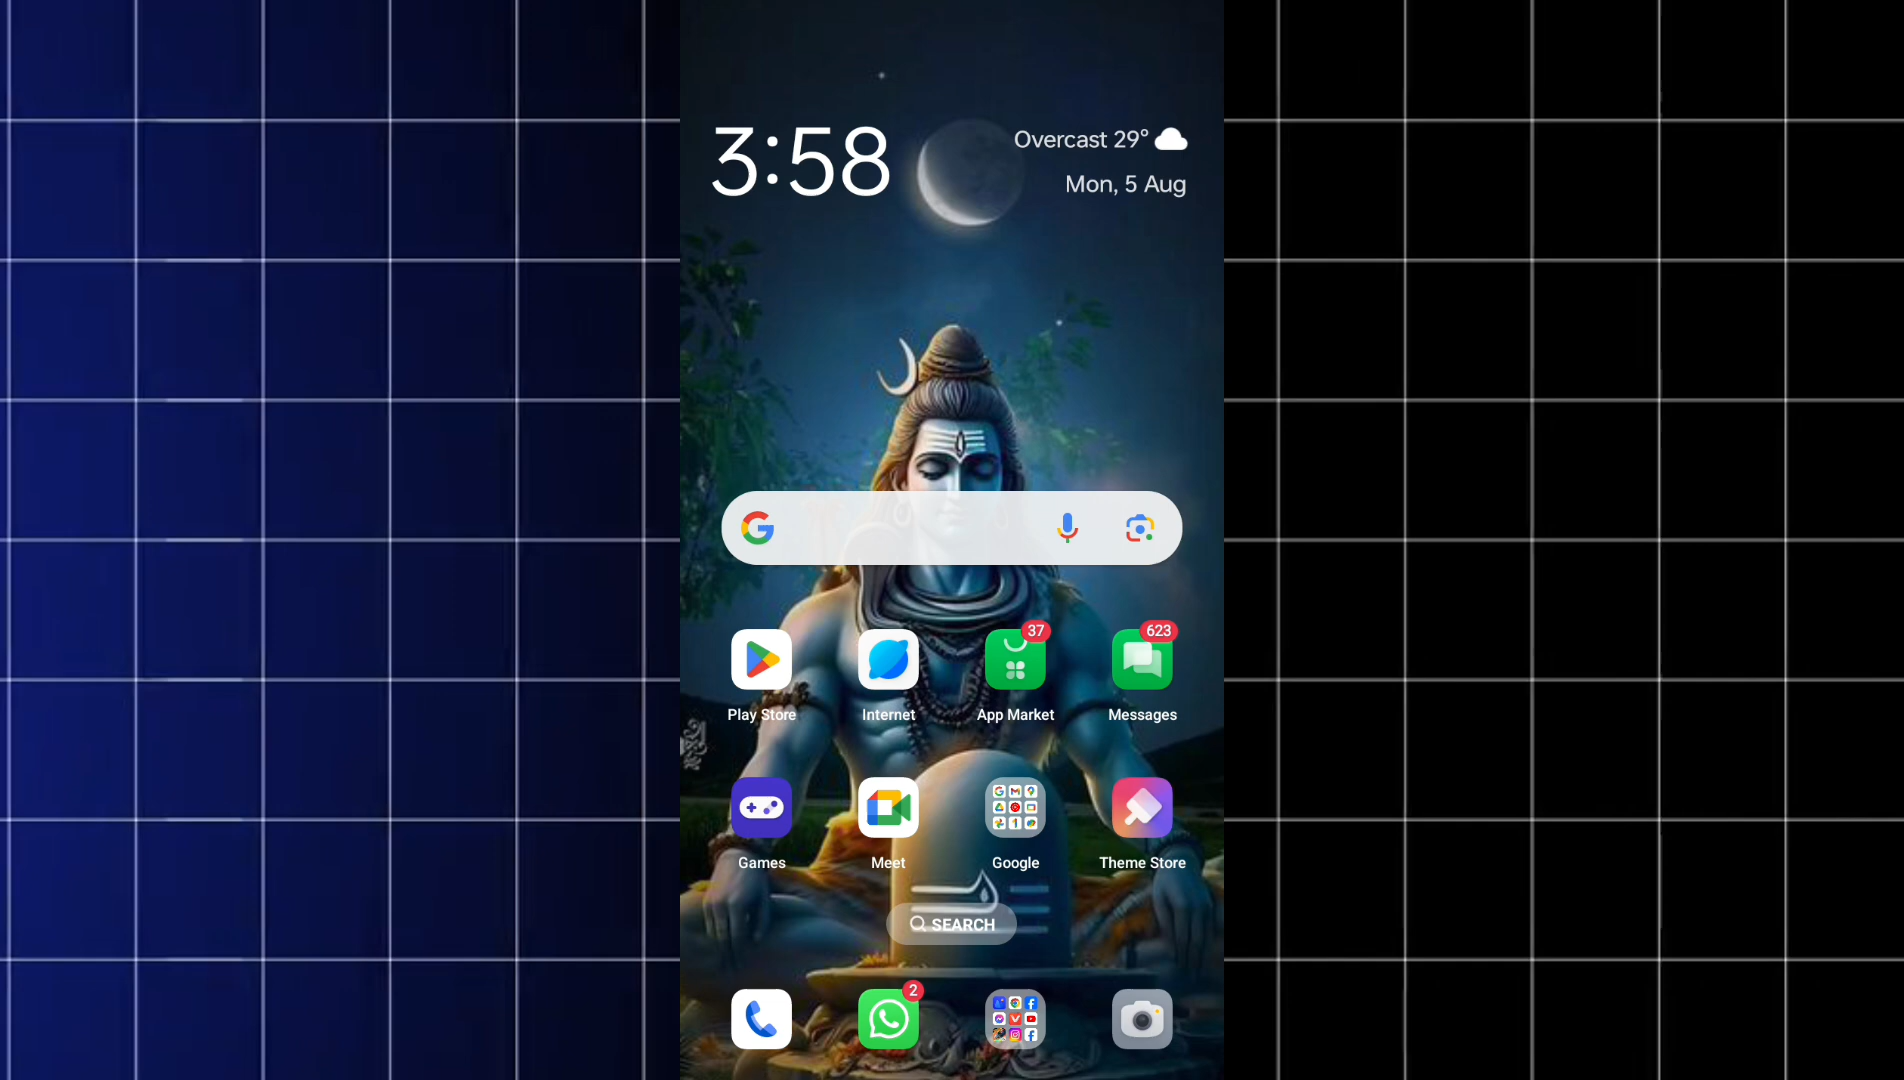 3:58
Overcast 29°
Mon, 5 Aug
37
623
Play Store
Internet
App Market
Messages
Games
Meet
Google
Theme Store
SEARCH
2